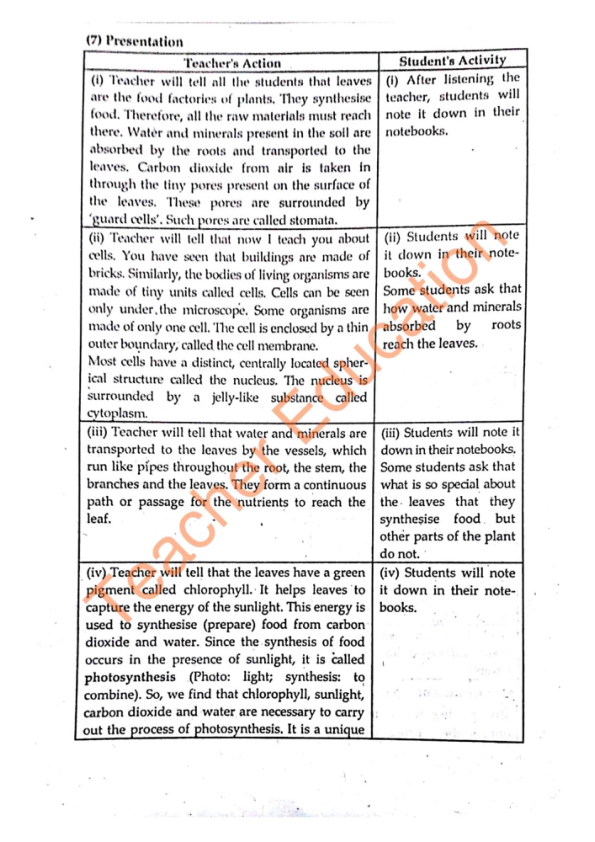 (7) Presentation
Teacher's Action
Student's Activity
(i) Teacher will tell all the students that leaves
are the food factories of plants. They synthesise
food. Therefore, all the raw materials must reach
there. Water and minerals present in the soil are
absorbed by the roots and transported to the
leaves. Carbon dioxide from air is taken in
through the tiny pores present on the surface of
the leaves. These pores are surrounded by
'guard cells'. Such pores are called stomata.
(i) After listening the
teacher, students will
note it down in their
notebooks.
(ii) Teacher will tell that now I teach you about
cells. You have seen that buildings are made of
bricks. Similarly, the bodies of living organisms are
made of tiny units called cells. Cells can be seen
only under the microscope. Some organisms are
made of only one cell. The cell is enclosed by a thin
outer boundary, called the cell membrane.
Most cells have a distinct, centrally located spher-
ical structure called the nucleus. The nucleus is
surrounded by a jelly-like substance called
cytoplasm.
(ii) Students will note
it down in their note-
books.
Some students ask that
how water and minerals
absorbed by roots
reach the leaves.
(iii) Teacher will tell that water and minerals are
transported to the leaves by the vessels, which
run like pipes throughout the root, the stem, the
branches and the leaves. They form a continuous
path or passage for the nutrients to reach the
leaf.
(iii) Students will note it
down in their notebooks.
Some students ask that
what is so special about
the leaves that they
synthesise food but
other parts of the plant
do not.
(iv) Teacher will tell that the leaves have a green
pigment called chlorophyll. It helps leaves to
capture the energy of the sunlight. This energy is
used to synthesise (prepare) food from carbon
dioxide and water. Since the synthesis of food
occurs in the presence of sunlight, it is called
photosynthesis (Photo: light; synthesis: to
combine). So, we find that chlorophyll, sunlight,
carbon dioxide and water are necessary to carry
out the process of photosynthesis. It is a unique
(iv) Students will note
it down in their note-
books.
Teacher Education